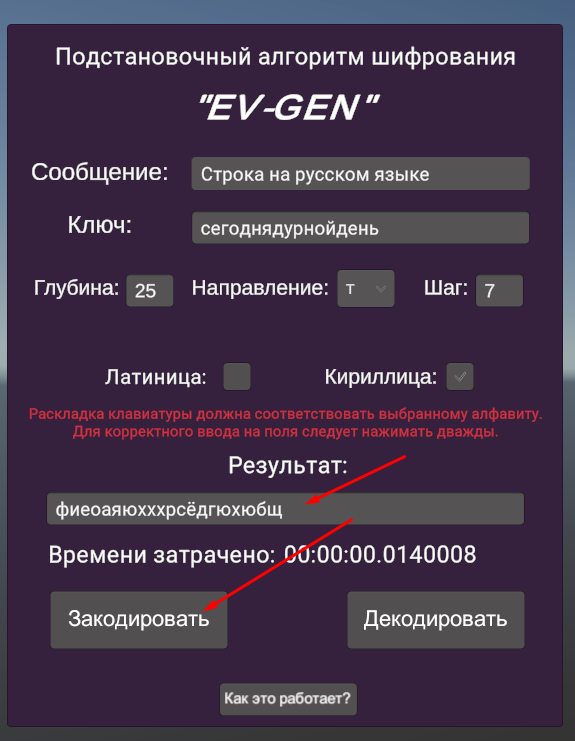 Подстановочный алгоритм шифрования
"EV-GEN"
Сообщение: Строка на русском языке
Ключ: сегоднядурнойдень
Глубина: 25 Направление: т Шаг: 7
Латиница: Кириллица:
Раскладка клавиатуры должна соответствовать выбранному алфавиту.
Для корректного ввода на поля следует нажимать дважды.
Результат:
фиеоаяюхххрсёдгюхюбщ
Времени затрачено: 00:00:00.0140008
Закодировать Декодировать
Как это работает?